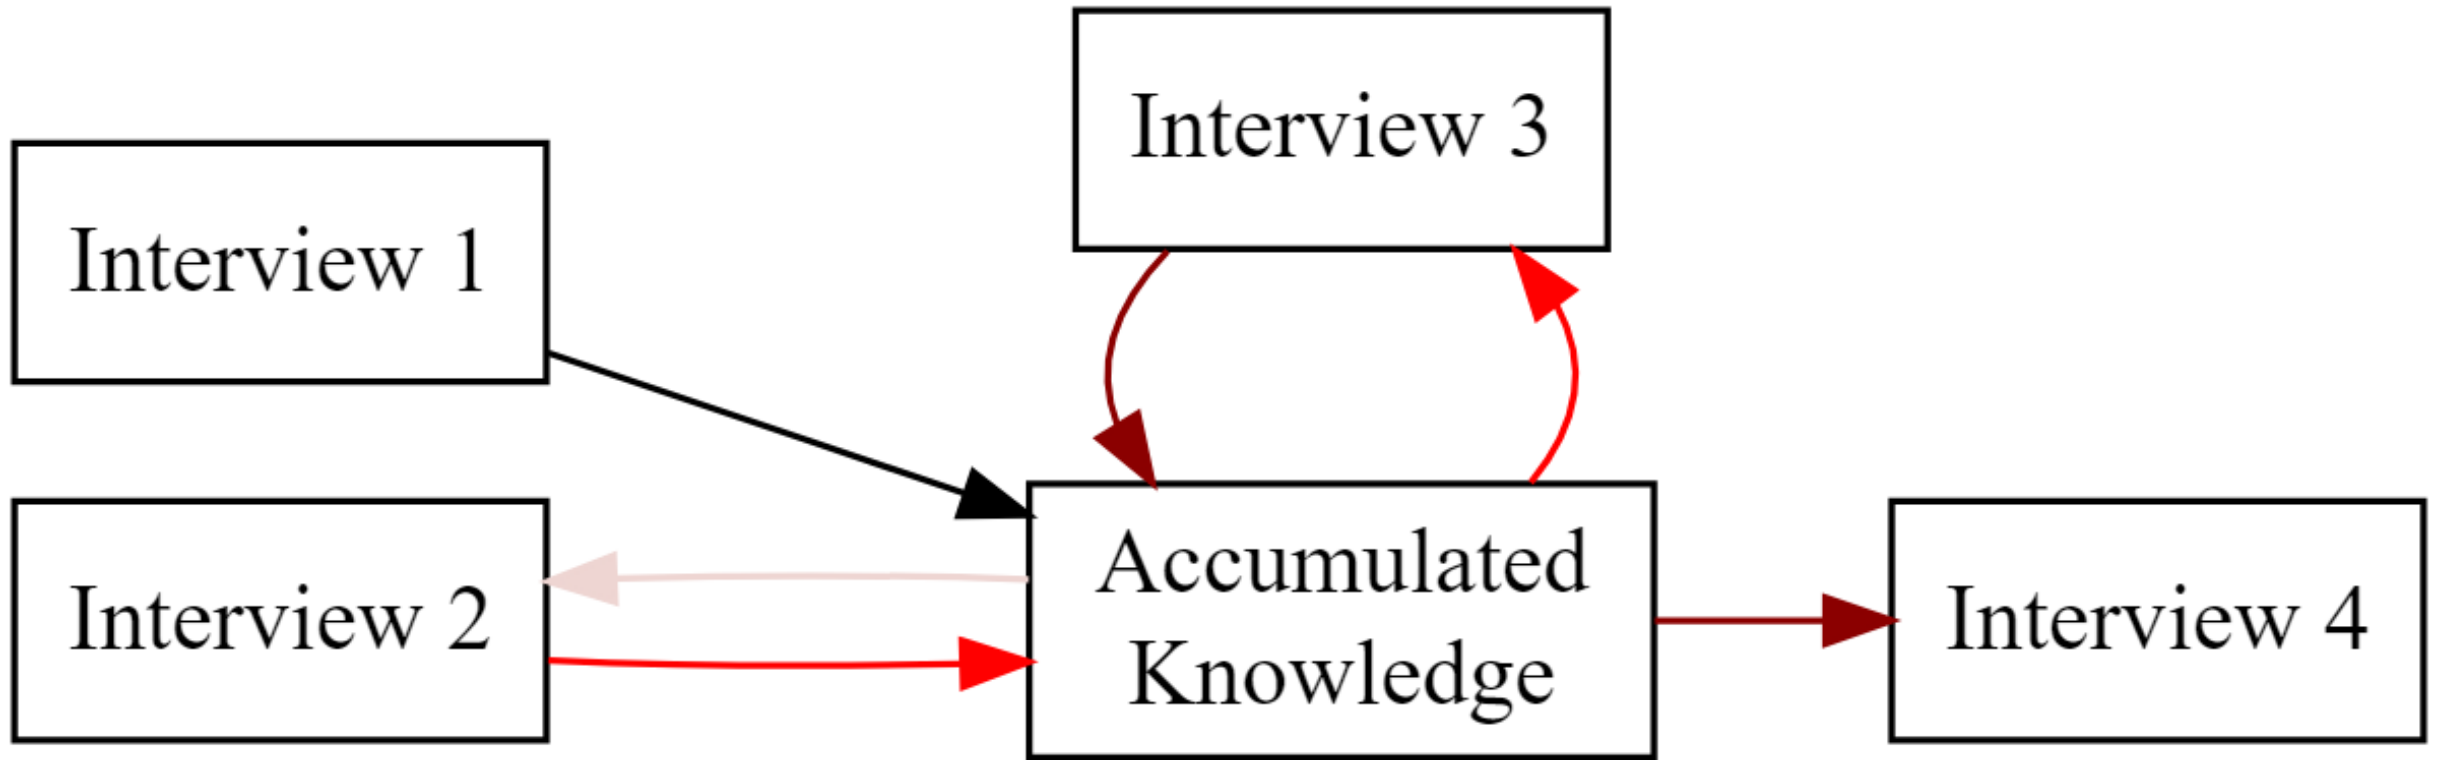 Interview 3
Interview 1
Accumulated
Knowledge
Interview 2
Interview 4